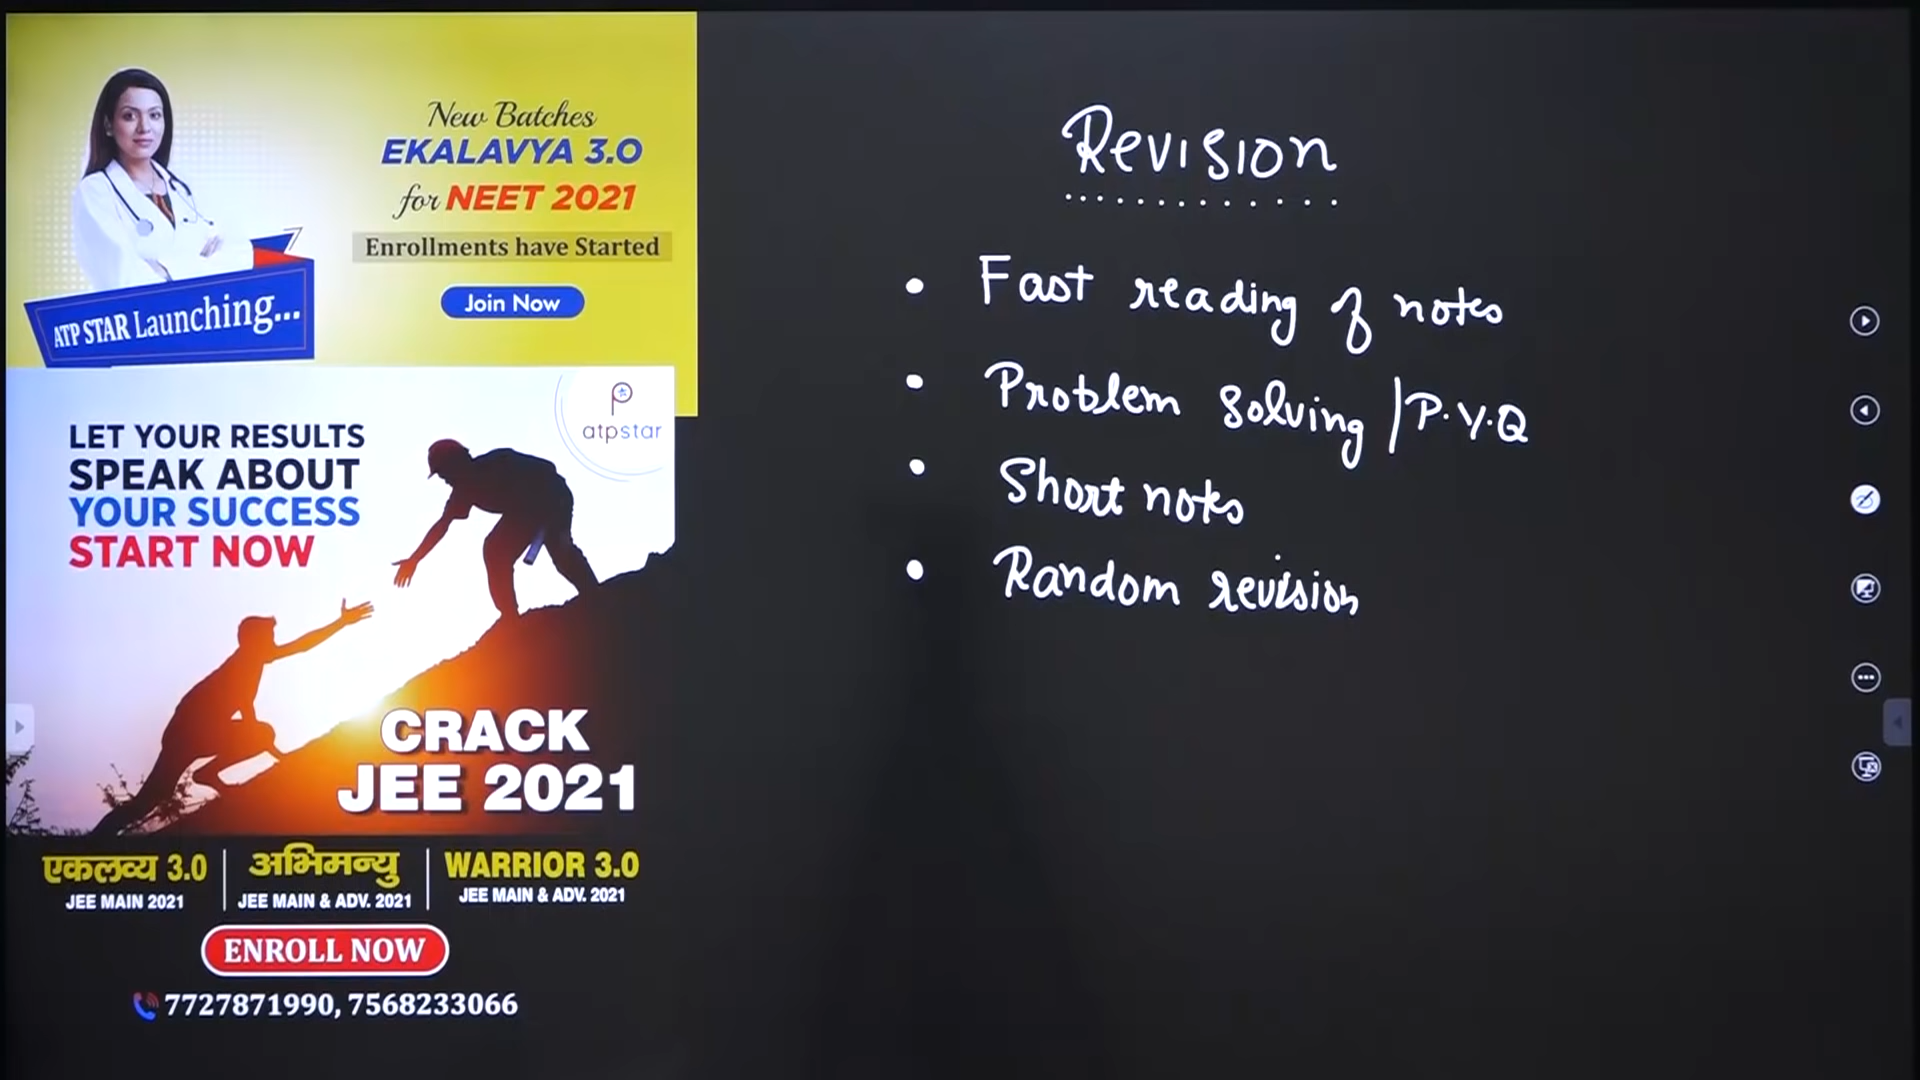 New Batches
EKALAVYA 3.0
for NEET 2021
Enrollments have Started
Join Now
ATP STAR Launching...
atpstar
LET YOUR RESULTS
SPEAK ABOUT
YOUR SUCCESS
START NOW
CRACK
JEE 2021
एकलव्य 3.0
JEE MAIN 2021
अभिमन्यु
JEE MAIN & ADV. 2021
WARRIOR 3.0
JEE MAIN & ADV. 2021
ENROLL NOW
7727871990, 7568233066
Revision
• Fast reading of notes
• Problem solving / P.Y.Q
• Short notes
• Random revision